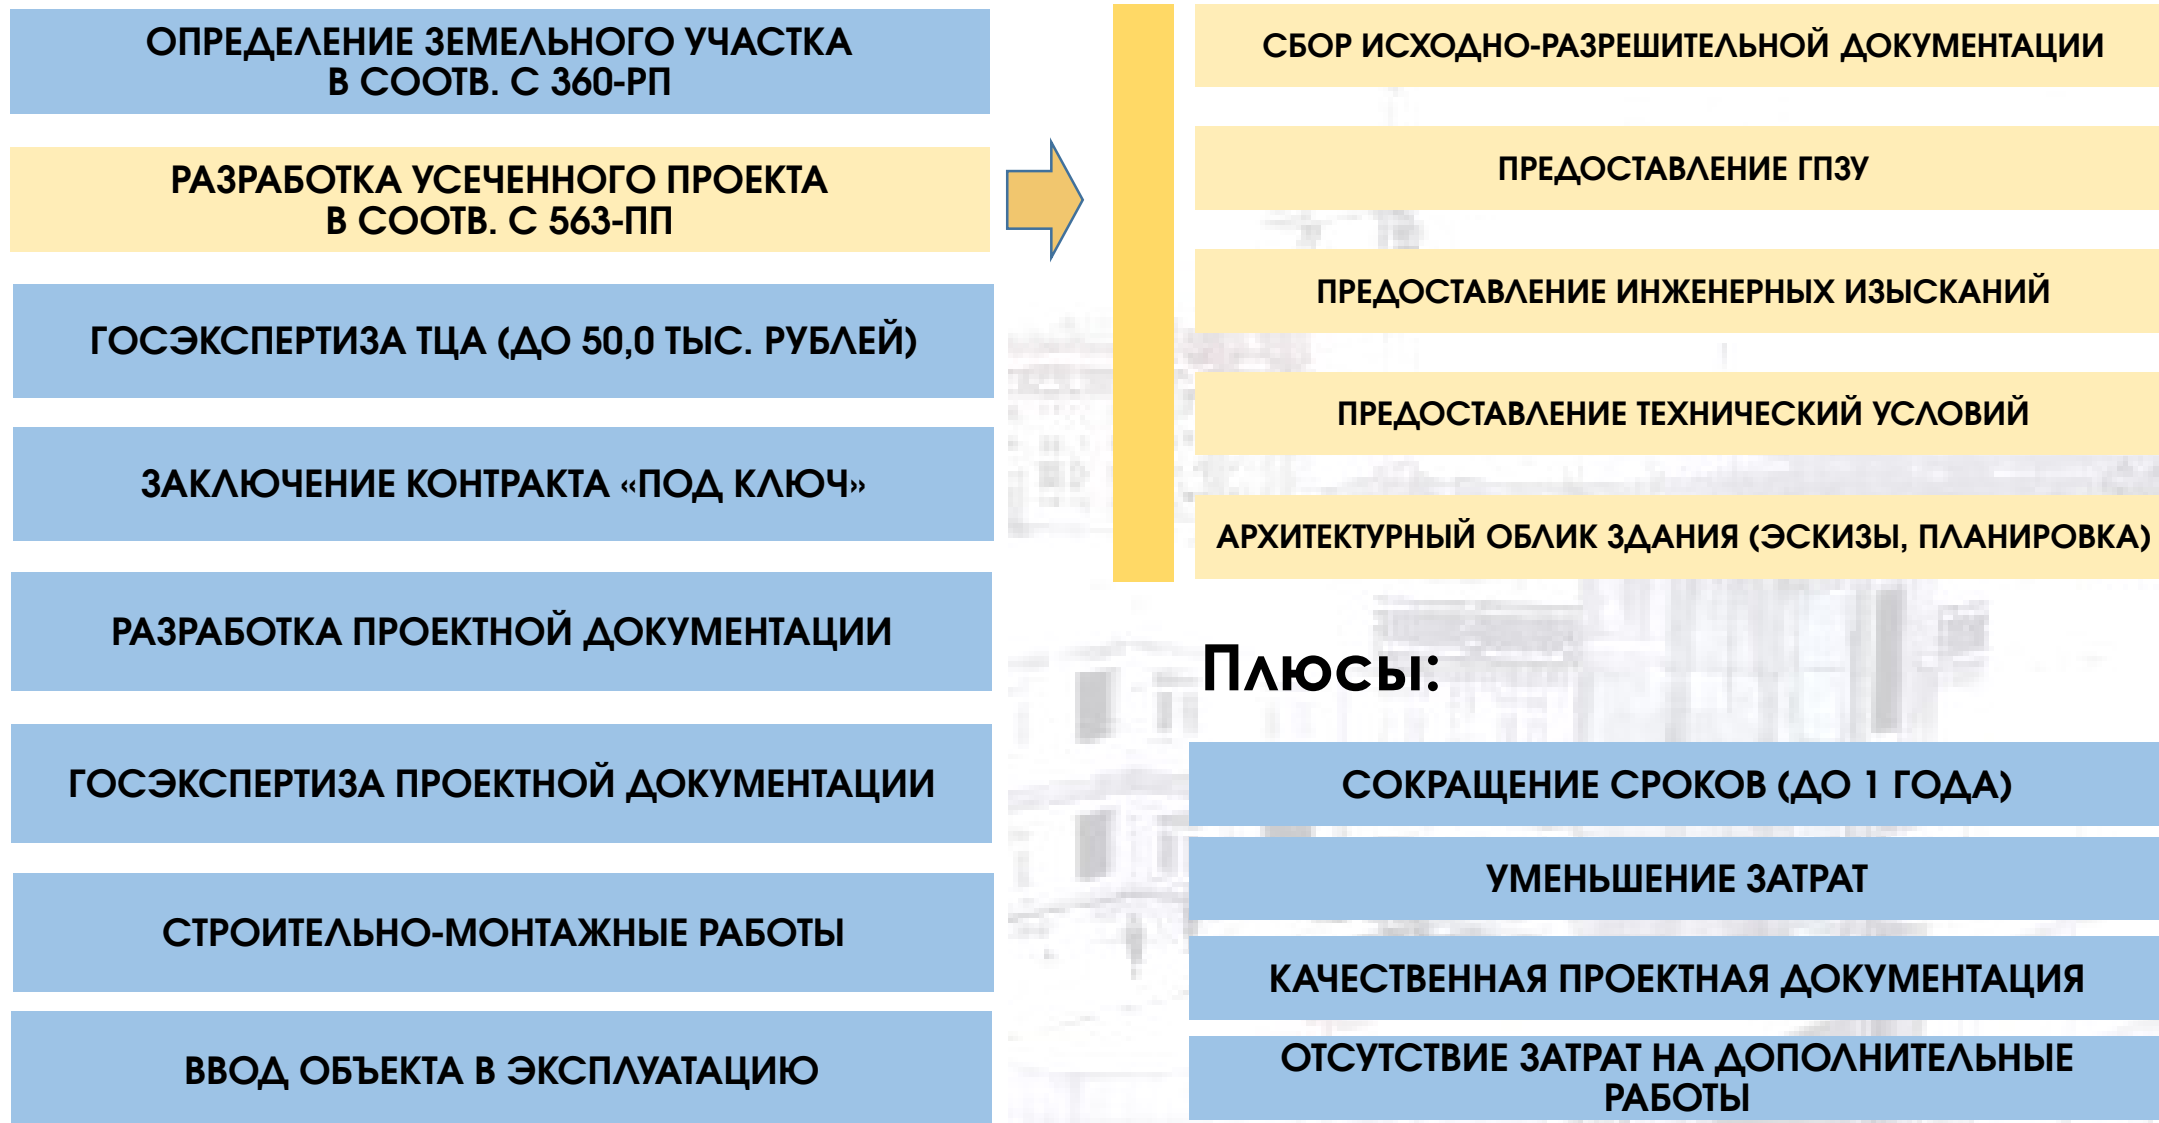 ОПРЕДЕЛЕНИЕ ЗЕМЕЛЬНОГО УЧАСТКА
В СООТВ. С 360-РП
РАЗРАБОТКА УСЕЧЕННОГО ПРОЕКТА
В СООТВ. С 563-ПП
ГОСЭКСПЕРТИЗА ТЦА (ДО 50,0 ТЫС. РУБЛЕЙ)
ЗАКЛЮЧЕНИЕ КОНТРАКТА «ПОД КЛЮЧ»
РАЗРАБОТКА ПРОЕКТНОЙ ДОКУМЕНТАЦИИ
ГОСЭКСПЕРТИЗА ПРОЕКТНОЙ ДОКУМЕНТАЦИИ
СТРОИТЕЛЬНО-МОНТАЖНЫЕ РАБОТЫ
ВВОД ОБЪЕКТА В ЭКСПЛУАТАЦИЮ
СБОР ИСХОДНО-РАЗРЕШИТЕЛЬНОЙ ДОКУМЕНТАЦИИ
ПРЕДОСТАВЛЕНИЕ ГПЗУ
ПРЕДОСТАВЛЕНИЕ ИНЖЕНЕРНЫХ ИЗЫСКАНИЙ
ПРЕДОСТАВЛЕНИЕ ТЕХНИЧЕСКИЙ УСЛОВИЙ
АРХИТЕКТУРНЫЙ ОБЛИК ЗДАНИЯ (ЭСКИЗЫ, ПЛАНИРОВКА)
Плюсы:
СОКРАЩЕНИЕ СРОКОВ (ДО 1 ГОДА)
УМЕНЬШЕНИЕ ЗАТРАТ
КАЧЕСТВЕННАЯ ПРОЕКТНАЯ ДОКУМЕНТАЦИЯ
ОТСУТСТВИЕ ЗАТРАТ НА ДОПОЛНИТЕЛЬНЫЕ
РАБОТЫ